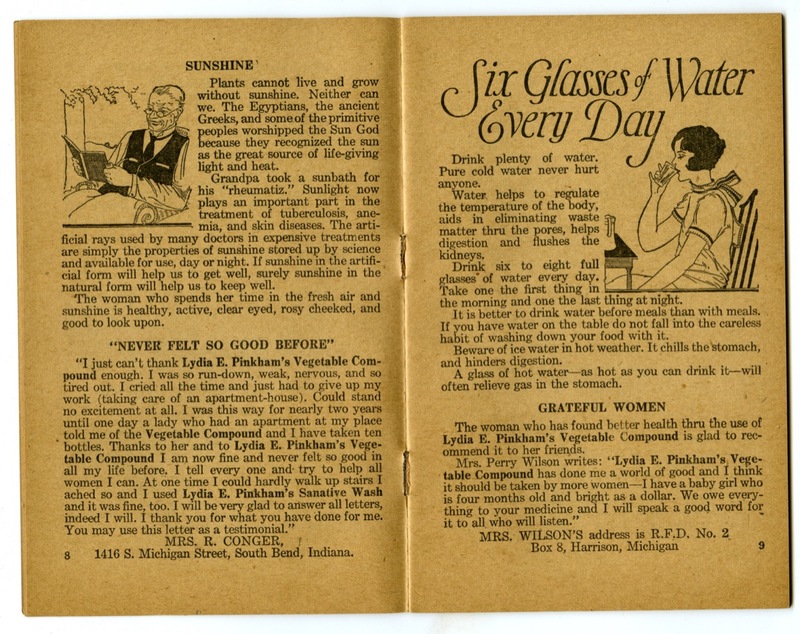 SUNSHINE
Plants cannot live and grow
without sunshine. Neither can
we. The Egyptians, the ancient
Greeks, and some of the primitive
peoples worshipped the Sun God
because they recognized the sun
as the great source of life-giving
light and heat.
Grandpa took a sunbath for
his "rheumatiz." Sunlight now
plays an important part in the
treatment of tuberculosis, ane-
mia, and skin diseases. The arti-
ficial rays used by many doctors in expensive treatments
are simply the properties of sunshine stored up by science
and available for use, day or night. If sunshine in the artifi-
cial form will help us to get well, surely sunshine in the
natural form will help us to keep well.
The woman who spends her time in the fresh air and
sunshine is healthy, active, clear eyed, rosy cheeked, and
good to look upon.
"NEVER FELT SO GOOD BEFORE"
"I just can't thank Lydia E. Pinkham's Vegetable Com-
pound enough. I was so run-down, weak, nervous, and so
tired out. I cried all the time and just had to give up my
work (taking care of an apartment-house). Could stand
no excitement at all. I was this way for nearly two years
until one day a lady who had an apartment at my place
told me of the Vegetable Compound and I have taken ten
bottles. Thanks to her and to Lydia E. Pinkham's Vege-
table Compound I am now fine and never felt so good in
all my life before. I tell every one and try to help all
women I can. At one time I could hardly walk up stairs I
ached so and I used Lydia E. Pinkham's Sanative Wash
and it was fine, too. I will be very glad to answer all letters,
indeed I will. I thank you for what you have done for me.
You may use this letter as a testimonial."
MRS. R. CONGER,
8 1416 S. Michigan Street, South Bend, Indiana.
Six Glasses of Water
Every Day
Drink plenty of water.
Pure cold water never hurt
anyone.
Water helps to regulate
the temperature of the body,
aids in eliminating waste
matter thru the pores, helps
digestion and flushes the
kidneys.
Drink six to eight full
glasses of water every day.
Take one the first thing in
the morning and one the last thing at night.
It is better to drink water before meals than with meals.
If you have water on the table do not fall into the careless
habit of washing down your food with it.
Beware of ice water in hot weather. It chills the stomach,
and hinders digestion.
A glass of hot water—as hot as you can drink it—will
often relieve gas in the stomach.
GRATEFUL WOMEN
The woman who has found better health thru the use of
Lydia E. Pinkham's Vegetable Compound is glad to rec-
ommend it to her friends.
Mrs. Perry Wilson writes: "Lydia E. Pinkham's Vege-
table Compound has done me a world of good and I think
it should be taken by more women—I have a baby girl who
is four months old and bright as a dollar. We owe every-
thing to your medicine and I will speak a good word for
it to all who will listen."
MRS. WILSON'S address is R.F.D. No. 2
Box 8, Harrison, Michigan 9